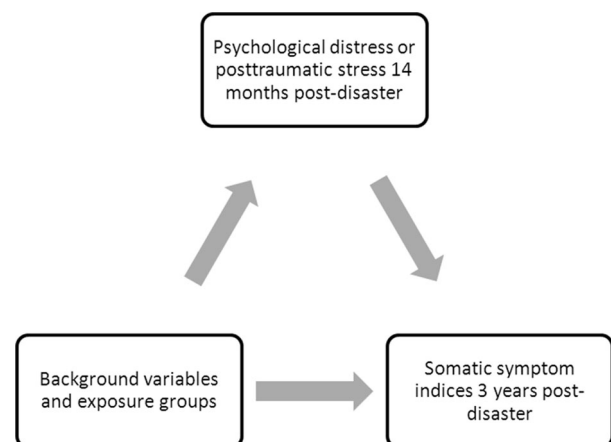 Psychological distress or
posttraumatic stress 14
months post-disaster
Background variables
and exposure groups
Somatic symptom
indices 3 years post-
disaster